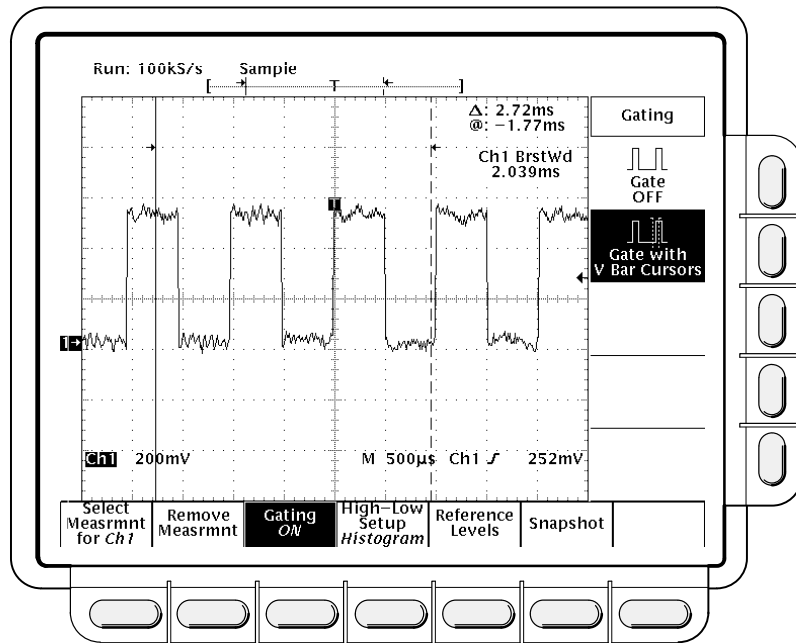 Run: 100kS/s Sample
[ T ]
Δ: 2.72ms
@: −1.77ms
Ch1 BrstWd
2.039ms
T
1
Ch1 200mV M 500µs Ch1 252mV
Gating
Gate
OFF
Gate with
V Bar Cursors
Select
Measrmnt
for Ch1
Remove
Measrmnt
Gating
ON
High−Low
Setup
Histogram
Reference
Levels
Snapshot